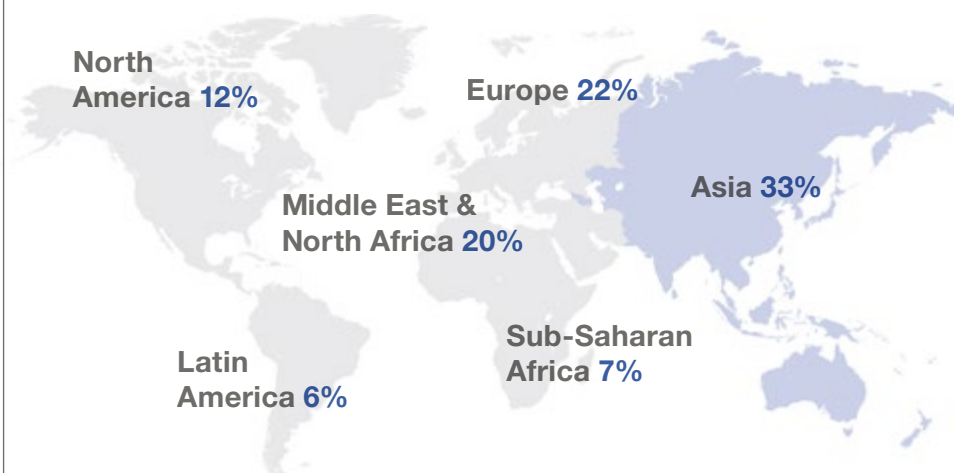 North
America 12%
Europe 22%
Asia 33%
Middle East &
North Africa 20%
Sub-Saharan
Africa 7%
Latin
America 6%